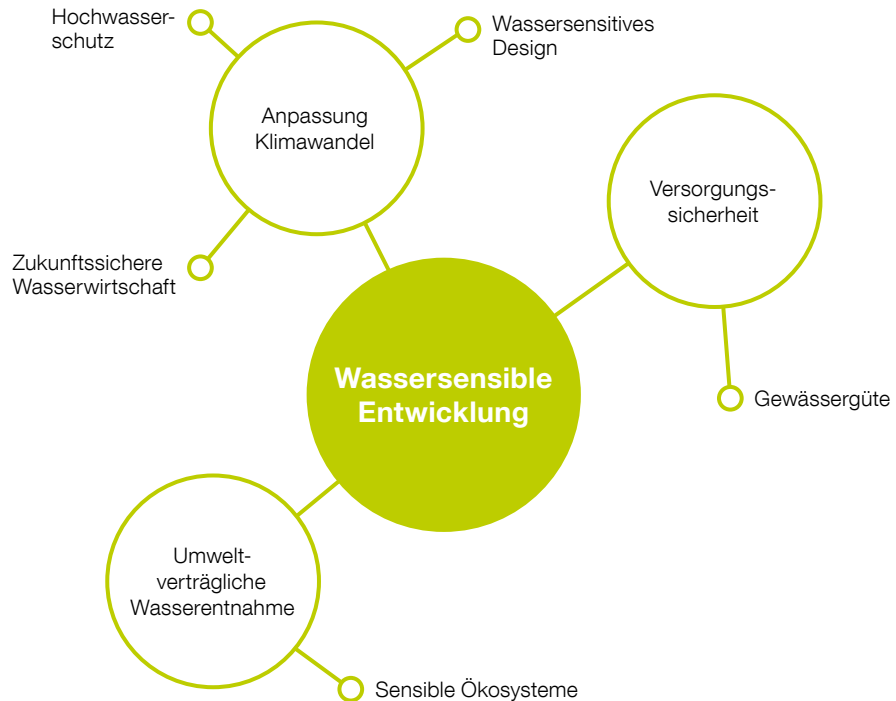 Hochwasser-
schutz
Wassersensitives
Design
Anpassung
Klimawandel
Versorgungs-
sicherheit
Zukunftssichere
Wasserwirtschaft
Wassersensible
Entwicklung
Gewässergüte
Umwelt-
verträgliche
Wasserentnahme
Sensible Ökosysteme